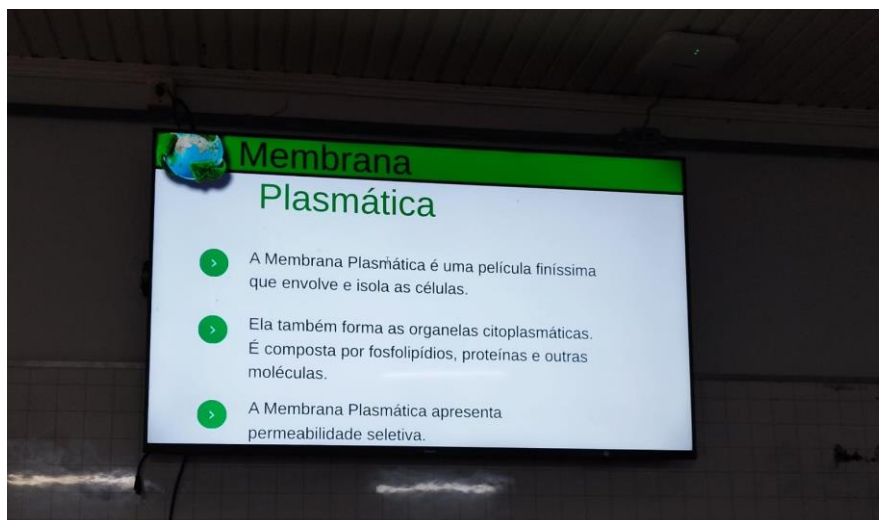 Membrana
Plasmática
A Membrana Plasmática é uma película finíssima
que envolve e isola as células.
Ela também forma as organelas citoplasmáticas.
É composta por fosfolipídios, proteínas e outras
moléculas.
A Membrana Plasmática apresenta
permeabilidade seletiva.